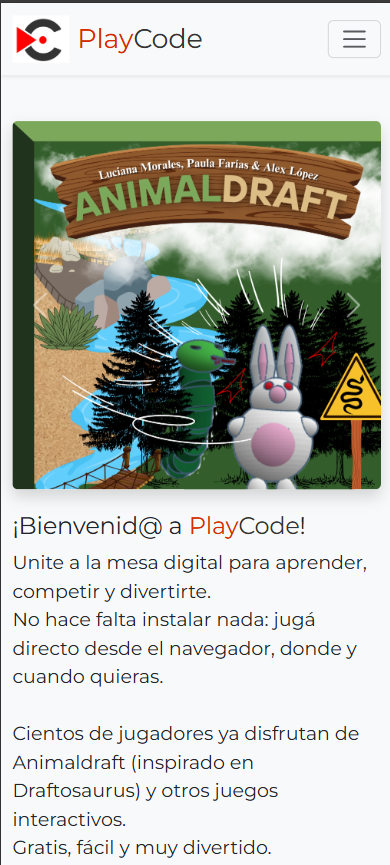 PlayCode
Luciana Morales, Paula Farias & Alex López
ANIMALDRAFT
¡Bienvenid@ a PlayCode!
Unite a la mesa digital para aprender,
competir y divertirte.
No hace falta instalar nada: jugá
directo desde el navegador, donde y
cuando quieras.
Cientos de jugadores ya disfrutan de
Animaldraft (inspirado en
Draftosaurus) y otros juegos
interactivos.
Gratis, fácil y muy divertido.